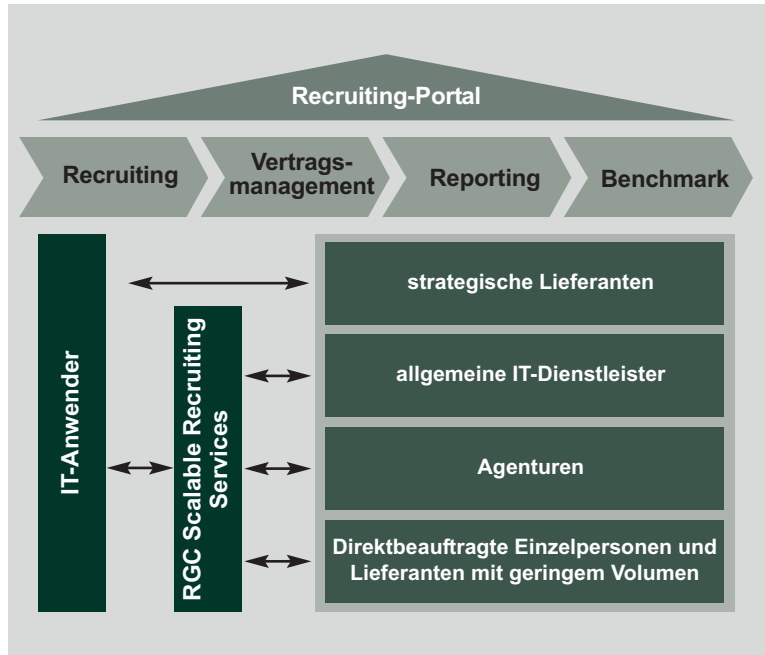 Recruiting-Portal
Recruiting
Vertrags-
management
Reporting
Benchmark
IT-Anwender
RGC Scalable Recruiting
Services
strategische Lieferanten
allgemeine IT-Dienstleister
Agenturen
Direktbeauftragte Einzelpersonen und
Lieferanten mit geringem Volumen